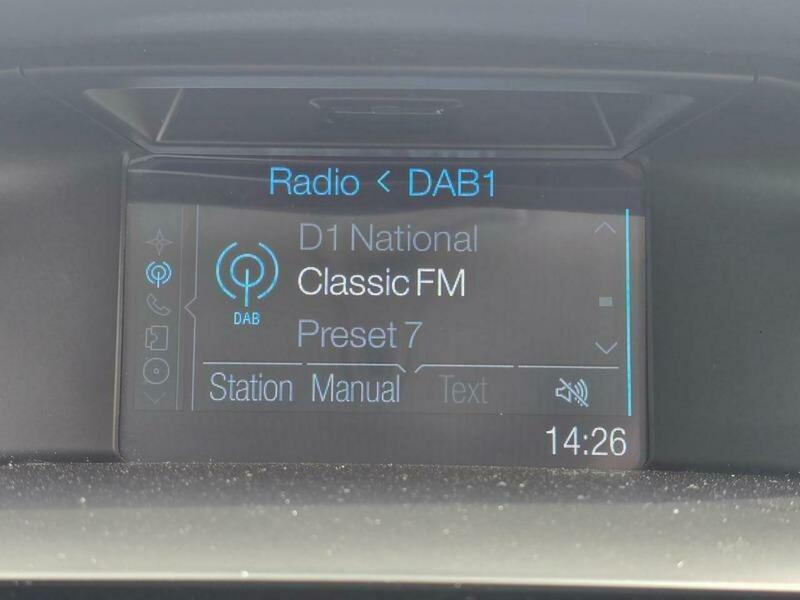 Radio < DAB1
D1 National
Classic FM
DAB
Preset 7
Station Manual Text
14:26